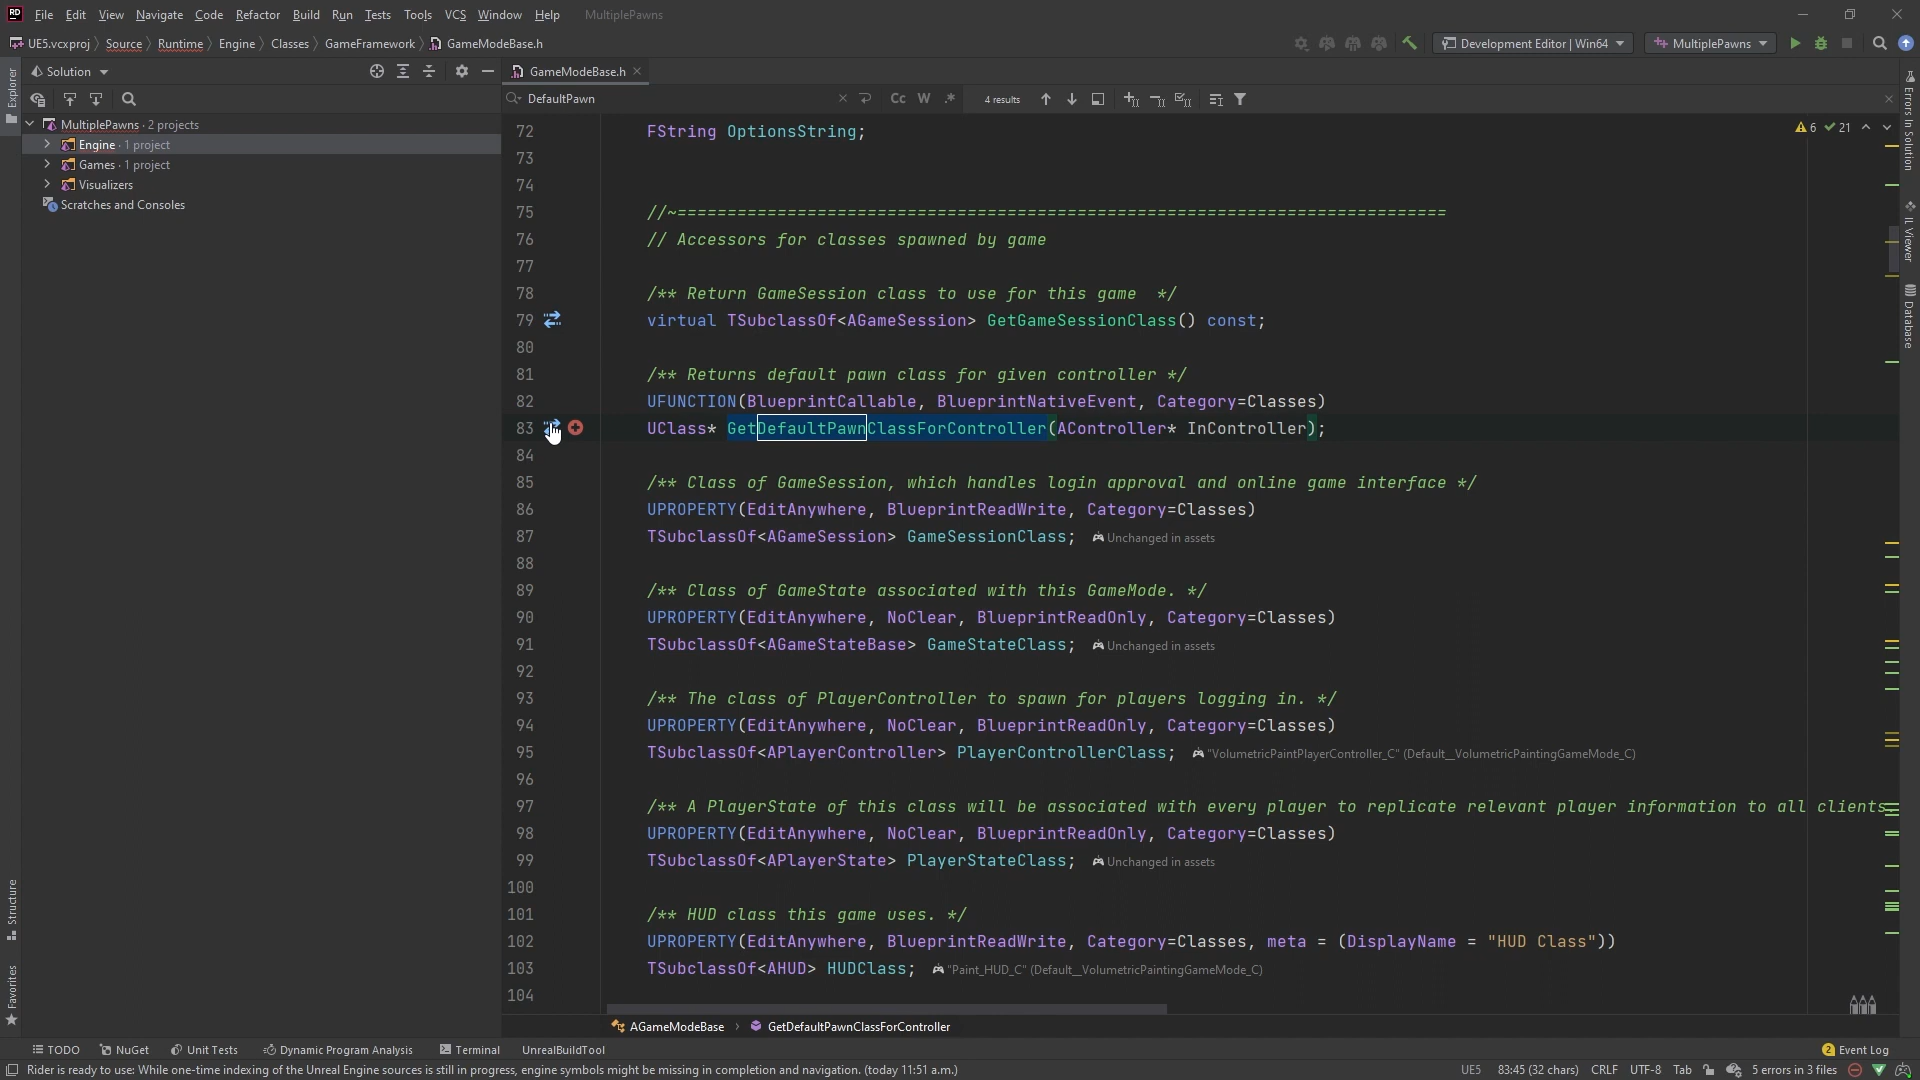 File Edit View Navigate Code Refactor Build Run Tests Tools VCS Window Help MultiplePawns
UE5.vcxproj Source Runtime Engine Classes GameFramework GameModeBase.h Development Editor | Win64 MultiplePawns
Solution GameModeBase.h
DefaultPawn Cc W .* 4 results
MultiplePawns · 2 projects
Engine · 1 project
Games · 1 project
Visualizers
Scratches and Consoles
Explorer
Structure
Favorites
6 21
72 FString OptionsString;
73
74
75 //~=============================================================================
76 // Accessors for classes spawned by game
77
78 /** Return GameSession class to use for this game  */
79 virtual TSubclassOf<AGameSession> GetGameSessionClass() const;
80
81 /** Returns default pawn class for given controller */
82 UFUNCTION(BlueprintCallable, BlueprintNativeEvent, Category=Classes)
83 UClass* GetDefaultPawnClassForController(AController* InController);
84
85 /** Class of GameSession, which handles login approval and online game interface */
86 UPROPERTY(EditAnywhere, BlueprintReadWrite, Category=Classes)
87 TSubclassOf<AGameSession> GameSessionClass; Unchanged in assets
88
89 /** Class of GameState associated with this GameMode. */
90 UPROPERTY(EditAnywhere, NoClear, BlueprintReadOnly, Category=Classes)
91 TSubclassOf<AGameStateBase> GameStateClass; Unchanged in assets
92
93 /** The class of PlayerController to spawn for players logging in. */
94 UPROPERTY(EditAnywhere, NoClear, BlueprintReadOnly, Category=Classes)
95 TSubclassOf<APlayerController> PlayerControllerClass; "VolumetricPaintPlayerController_C" (Default__VolumetricPaintingGameMode_C)
96
97 /** A PlayerState of this class will be associated with every player to replicate relevant player information to all clients
98 UPROPERTY(EditAnywhere, NoClear, BlueprintReadOnly, Category=Classes)
99 TSubclassOf<APlayerState> PlayerStateClass; Unchanged in assets
100
101 /** HUD class this game uses. */
102 UPROPERTY(EditAnywhere, BlueprintReadWrite, Category=Classes, meta = (DisplayName = "HUD Class"))
103 TSubclassOf<AHUD> HUDClass; "Paint_HUD_C" (Default__VolumetricPaintingGameMode_C)
104
Errors In Solution
IL Viewer
Database
AGameModeBase GetDefaultPawnClassForController
TODO NuGet Unit Tests Dynamic Program Analysis Terminal UnrealBuildTool 2 Event Log
Rider is ready to use: While one-time indexing of the Unreal Engine sources is still in progress, engine symbols might be missing in completion and navigation. (today 11:51 a.m.) UE5 83:45 (32 chars) CRLF UTF-8 Tab 5 errors in 3 files